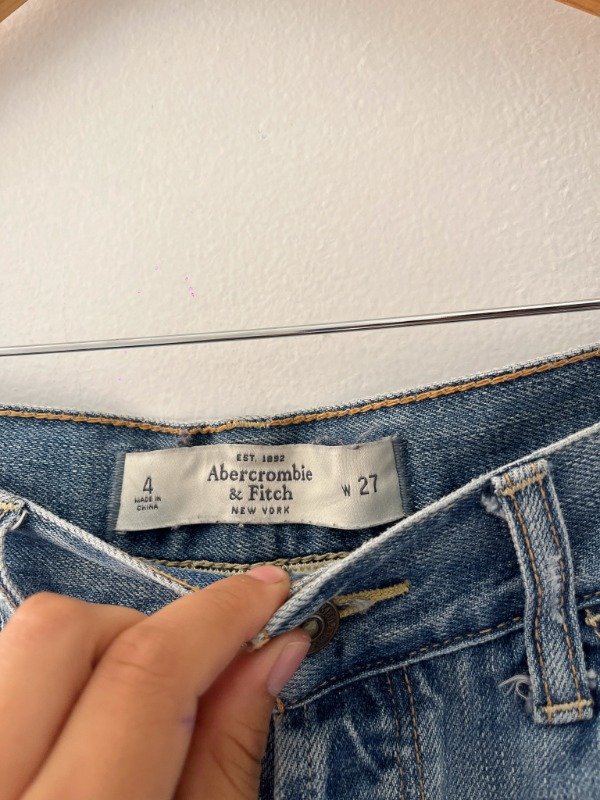 EST. 1892
Abercrombie
& Fitch
NEW YORK
4
MADE IN
CHINA
W 27